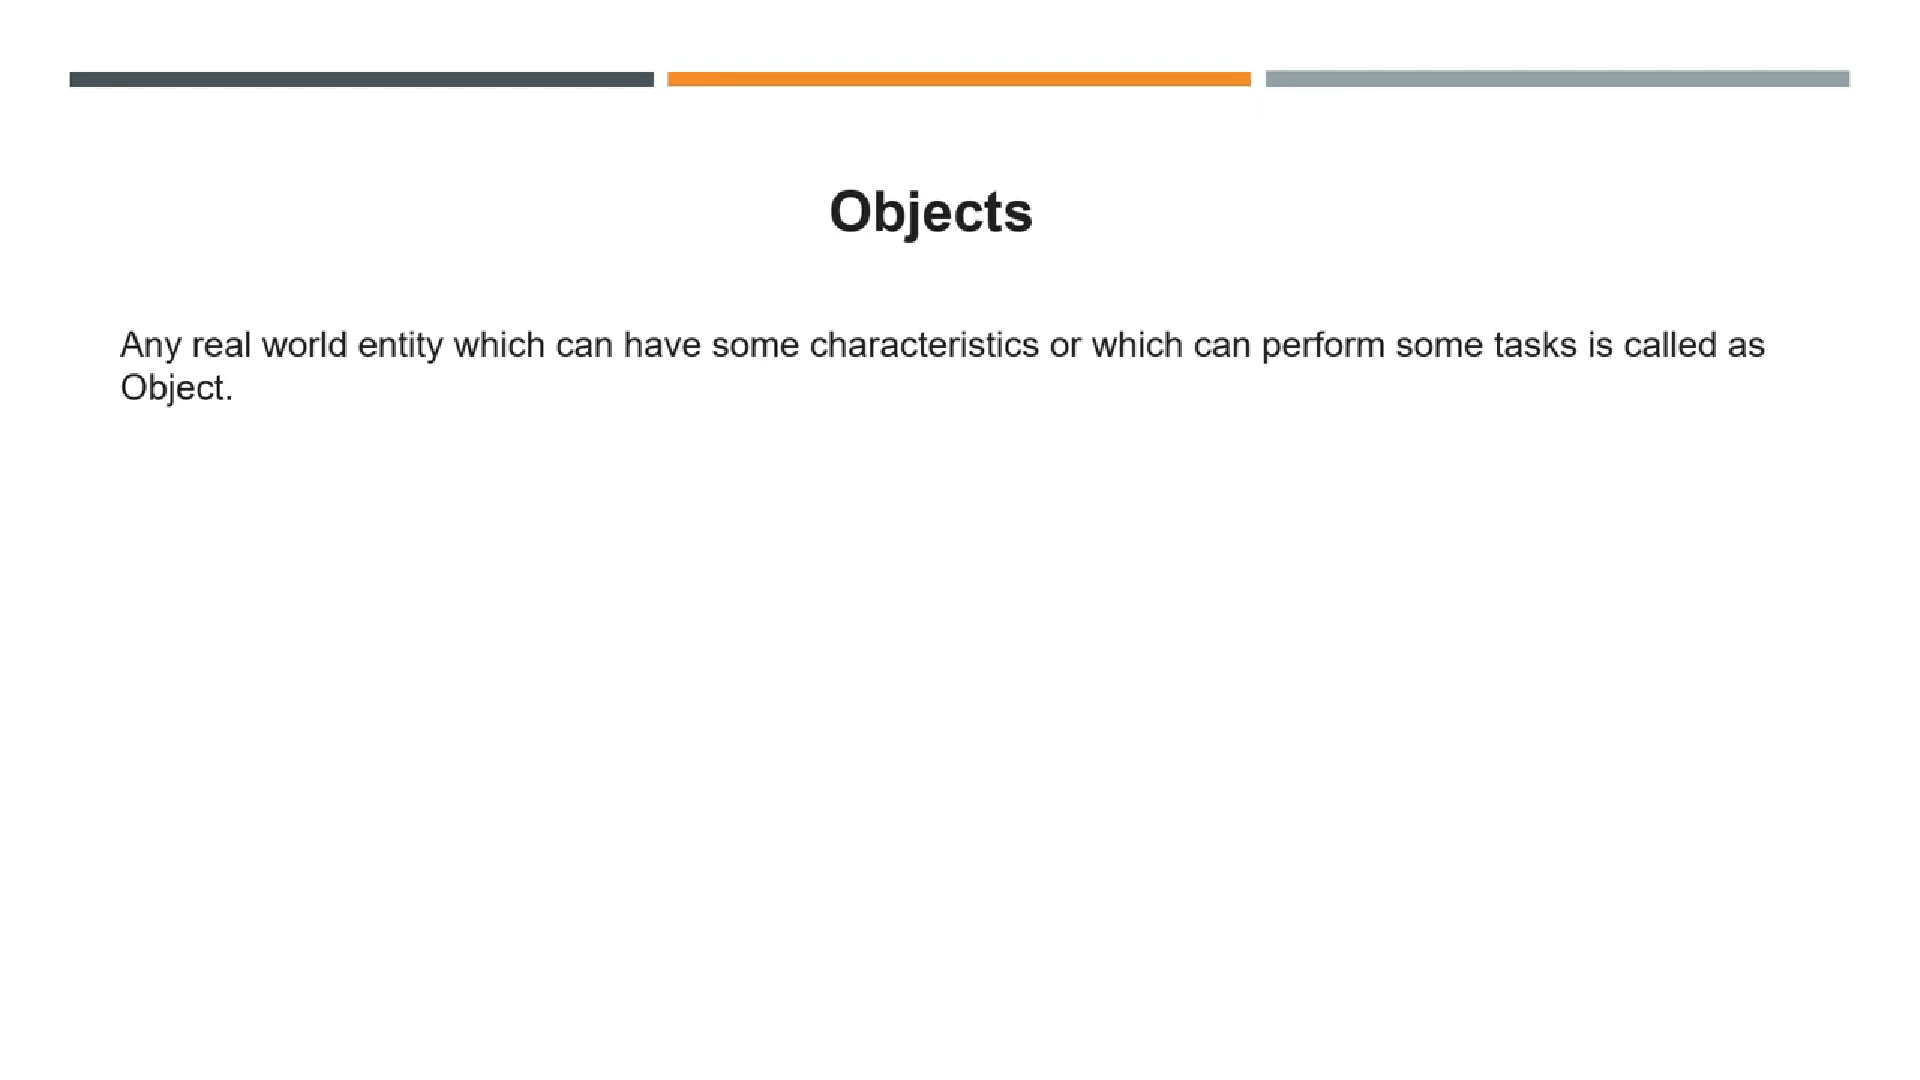 Objects
Any real world entity which can have some characteristics or which can perform some tasks is called as
Object.